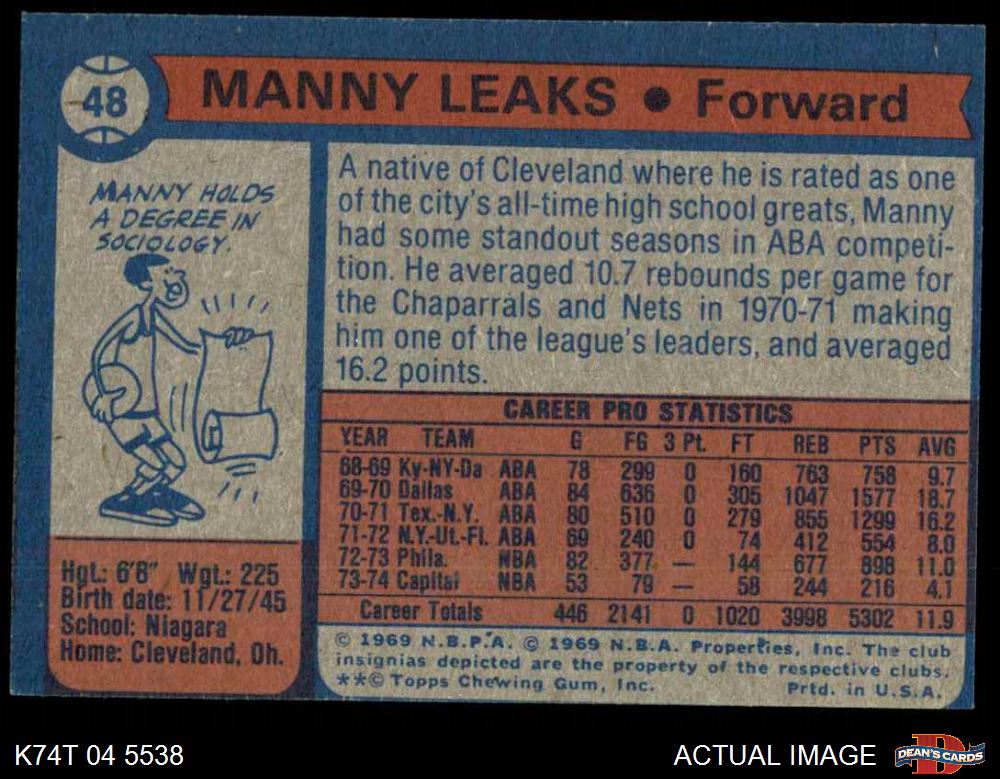 48
MANNY LEAKS • Forward
MANNY HOLDS
A DEGREE IN
SOCIOLOGY.
A native of Cleveland where he is rated as one
of the city's all-time high school greats, Manny
had some standout seasons in ABA competi-
tion. He averaged 10.7 rebounds per game for
the Chaparrals and Nets in 1970-71 making
him one of the league's leaders, and averaged
16.2 points.
CAREER PRO STATISTICS
YEAR TEAM G FG 3 Pt. FT REB PTS AVG
68-69 Ky-NY-Da ABA 78 299 0 160 763 758 9.7
69-70 Dallas ABA 84 636 0 305 1047 1577 18.7
70-71 Tex.-N.Y. ABA 80 510 0 279 855 1299 16.2
71-72 N.Y.-Ut.-Fl. ABA 69 240 0 74 412 554 8.0
72-73 Phila. NBA 82 377 — 144 677 898 11.0
73-74 Capital NBA 53 79 — 58 244 216 4.1
Career Totals 446 2141 0 1020 3998 5302 11.9
Hgt.: 6'8" Wgt.: 225
Birth date: 11/27/45
School: Niagara
Home: Cleveland, Oh.
© 1969 N.B.P.A. © 1969 N.B.A. Properties, Inc. The club
insignias depicted are the property of the respective clubs.
**© Topps Chewing Gum, Inc. Prtd. in U.S.A.
K74T 04 5538
ACTUAL IMAGE
DEAN'S CARDS